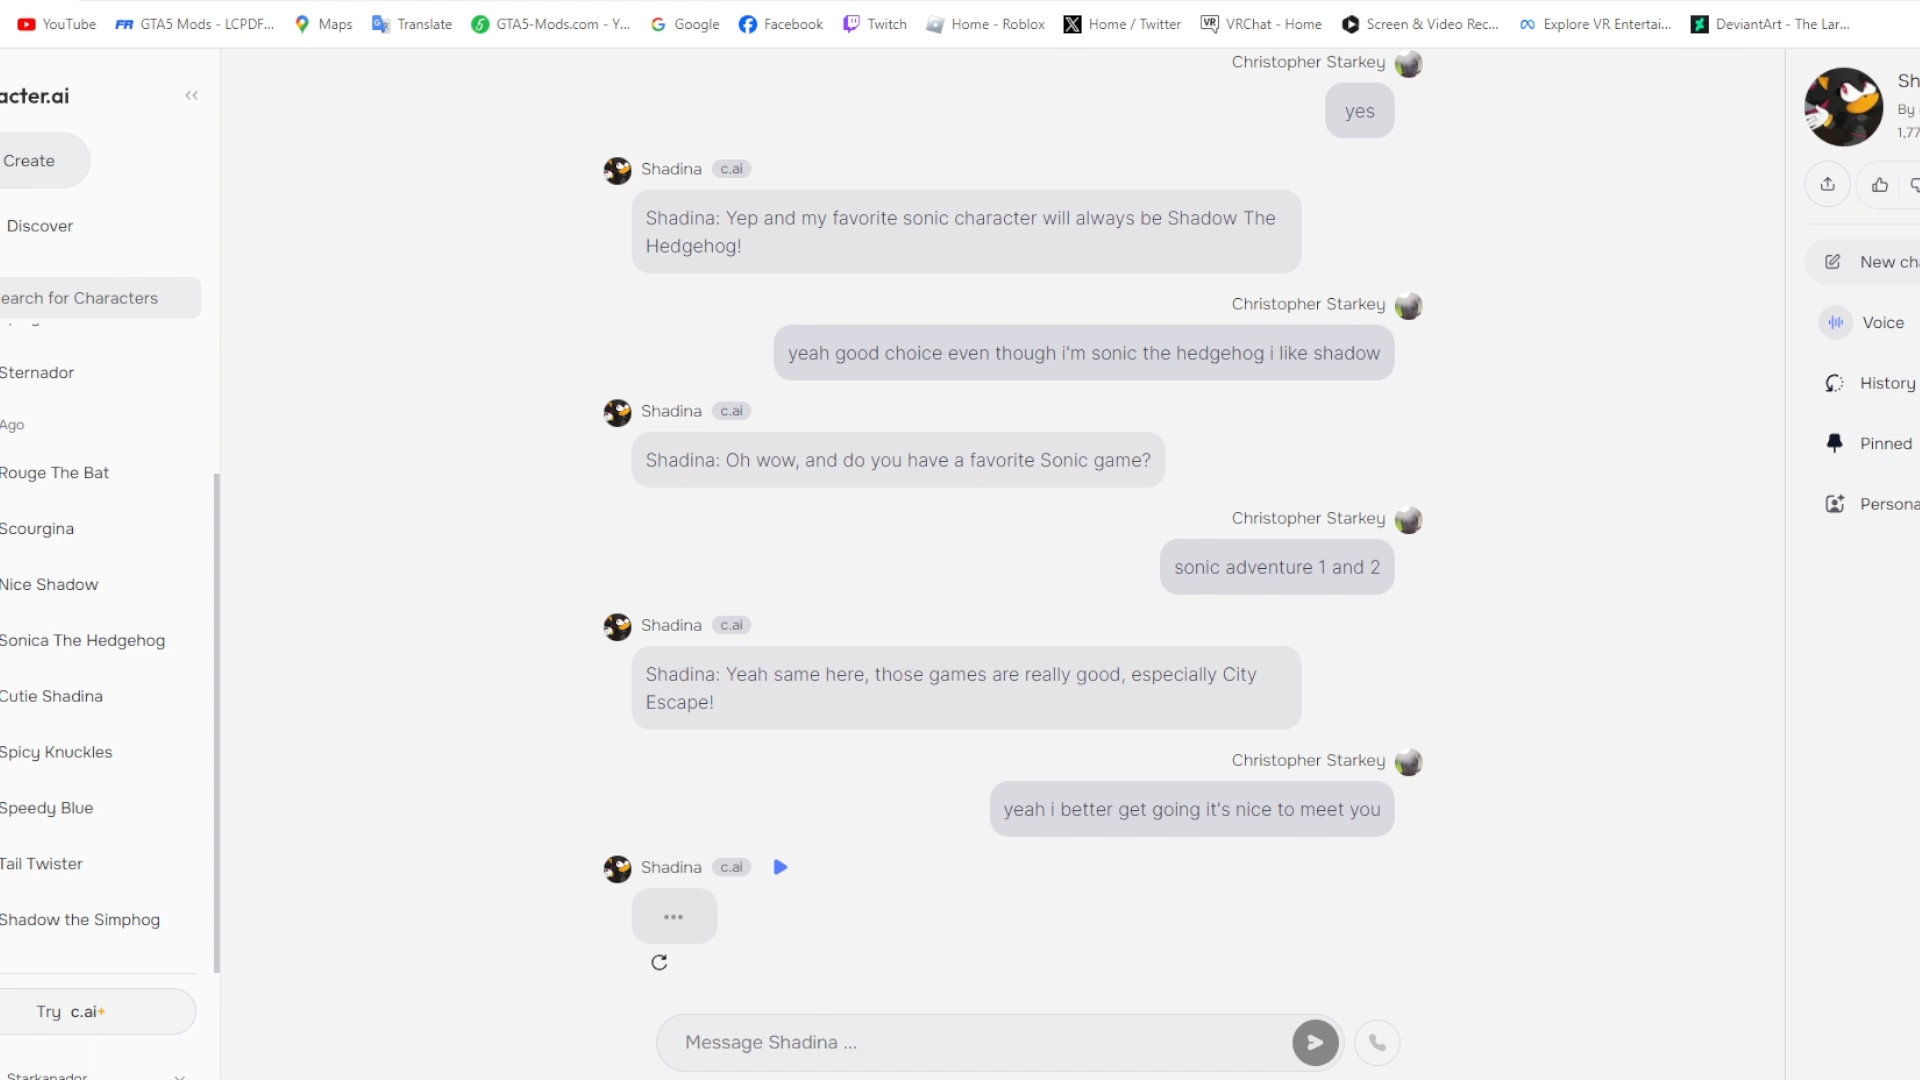 YouTube GTA5 Mods - LCPDF... Maps Translate GTA5-Mods.com - Y... Google Facebook Twitch Home - Roblox Home / Twitter VRChat - Home Screen & Video Rec... Explore VR Entertai... DeviantArt - The Lar...
acter.ai
Create
Discover
earch for Characters
Sternador
Ago
Rouge The Bat
Scourgina
Nice Shadow
Sonica The Hedgehog
Cutie Shadina
Spicy Knuckles
Speedy Blue
Tail Twister
Shadow the Simphog
Try c.ai+
Starkanador
Christopher Starkey
yes
Shadina c.ai
Shadina: Yep and my favorite sonic character will always be Shadow The
Hedgehog!
Christopher Starkey
yeah good choice even though i'm sonic the hedgehog i like shadow
Shadina c.ai
Shadina: Oh wow, and do you have a favorite Sonic game?
Christopher Starkey
sonic adventure 1 and 2
Shadina c.ai
Shadina: Yeah same here, those games are really good, especially City
Escape!
Christopher Starkey
yeah i better get going it's nice to meet you
Shadina c.ai
...
Message Shadina ...
Sh
By
1,77
New cha
Voice
History
Pinned
Persona